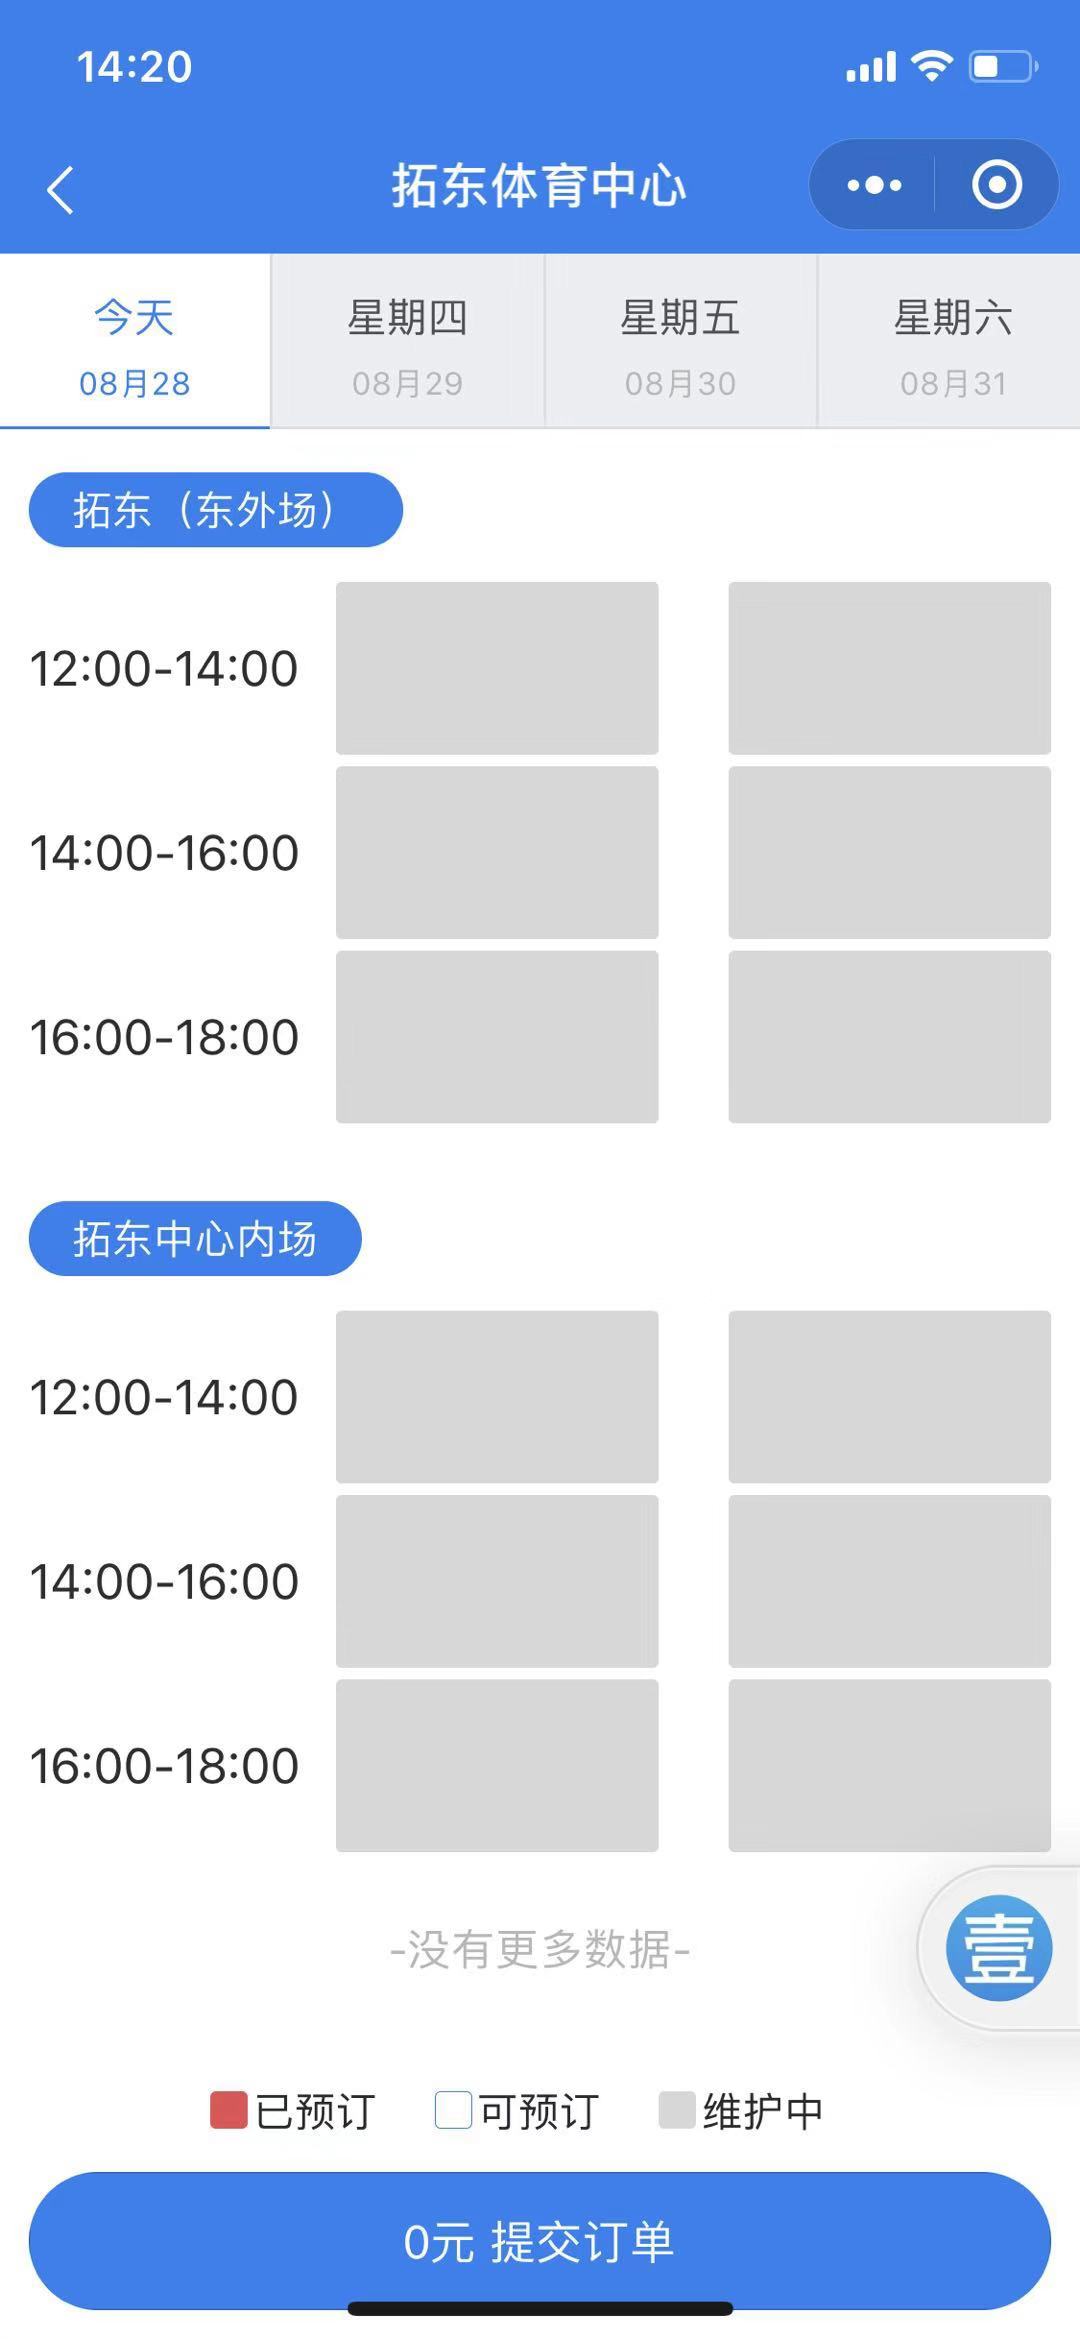 14:20
拓东体育中心
今天 星期四 星期五 星期六
08月28 08月29 08月30 08月31
拓东（东外场）
12:00-14:00
14:00-16:00
16:00-18:00
拓东中心内场
12:00-14:00
14:00-16:00
16:00-18:00
-没有更多数据-
壹
已预订 可预订 维护中
0元 提交订单